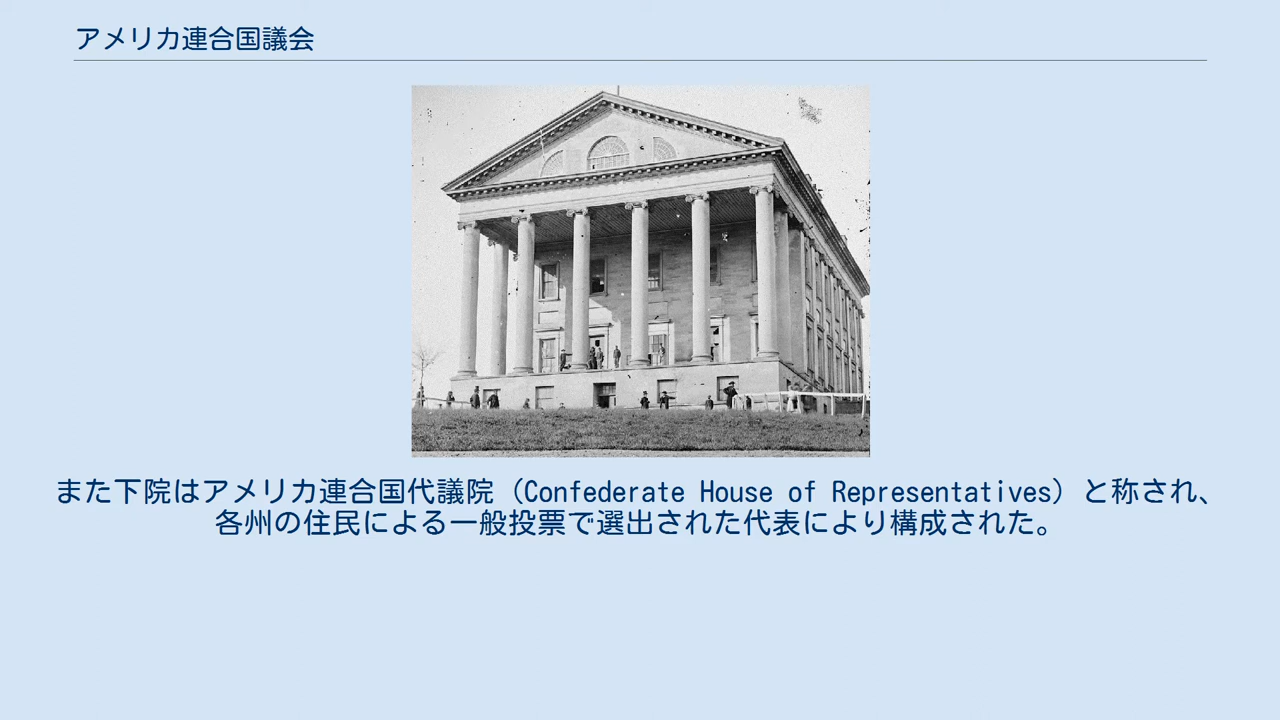 アメリカ連合国議会
また下院はアメリカ連合国代議院（Confederate House of Representatives）と称され、
各州の住民による一般投票で選出された代表により構成された。